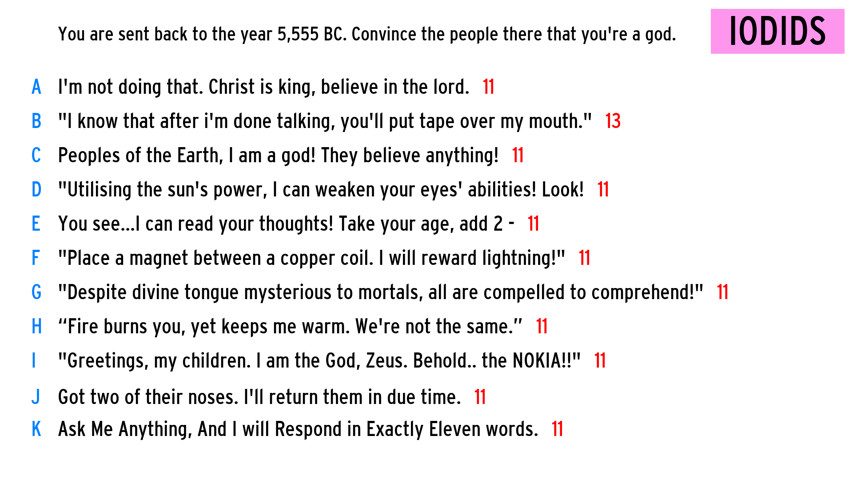 You are sent back to the year 5,555 BC. Convince the people there that you're a god.
IODIDS
A I'm not doing that. Christ is king, believe in the lord. 11
B "I know that after i'm done talking, you'll put tape over my mouth." 13
C Peoples of the Earth, I am a god! They believe anything! 11
D "Utilising the sun's power, I can weaken your eyes' abilities! Look! 11
E You see...I can read your thoughts! Take your age, add 2 - 11
F "Place a magnet between a copper coil. I will reward lightning!" 11
G "Despite divine tongue mysterious to mortals, all are compelled to comprehend!" 11
H “Fire burns you, yet keeps me warm. We're not the same.” 11
I "Greetings, my children. I am the God, Zeus. Behold.. the NOKIA!!" 11
J Got two of their noses. I'll return them in due time. 11
K Ask Me Anything, And I will Respond in Exactly Eleven words. 11